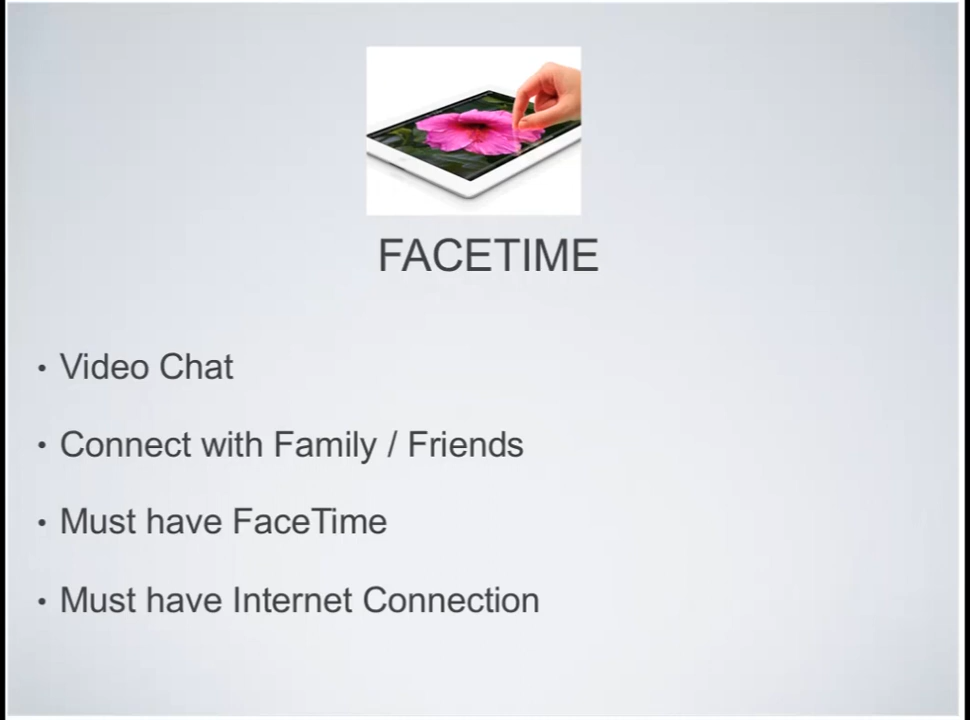 FACETIME
• Video Chat
• Connect with Family / Friends
• Must have FaceTime
• Must have Internet Connection